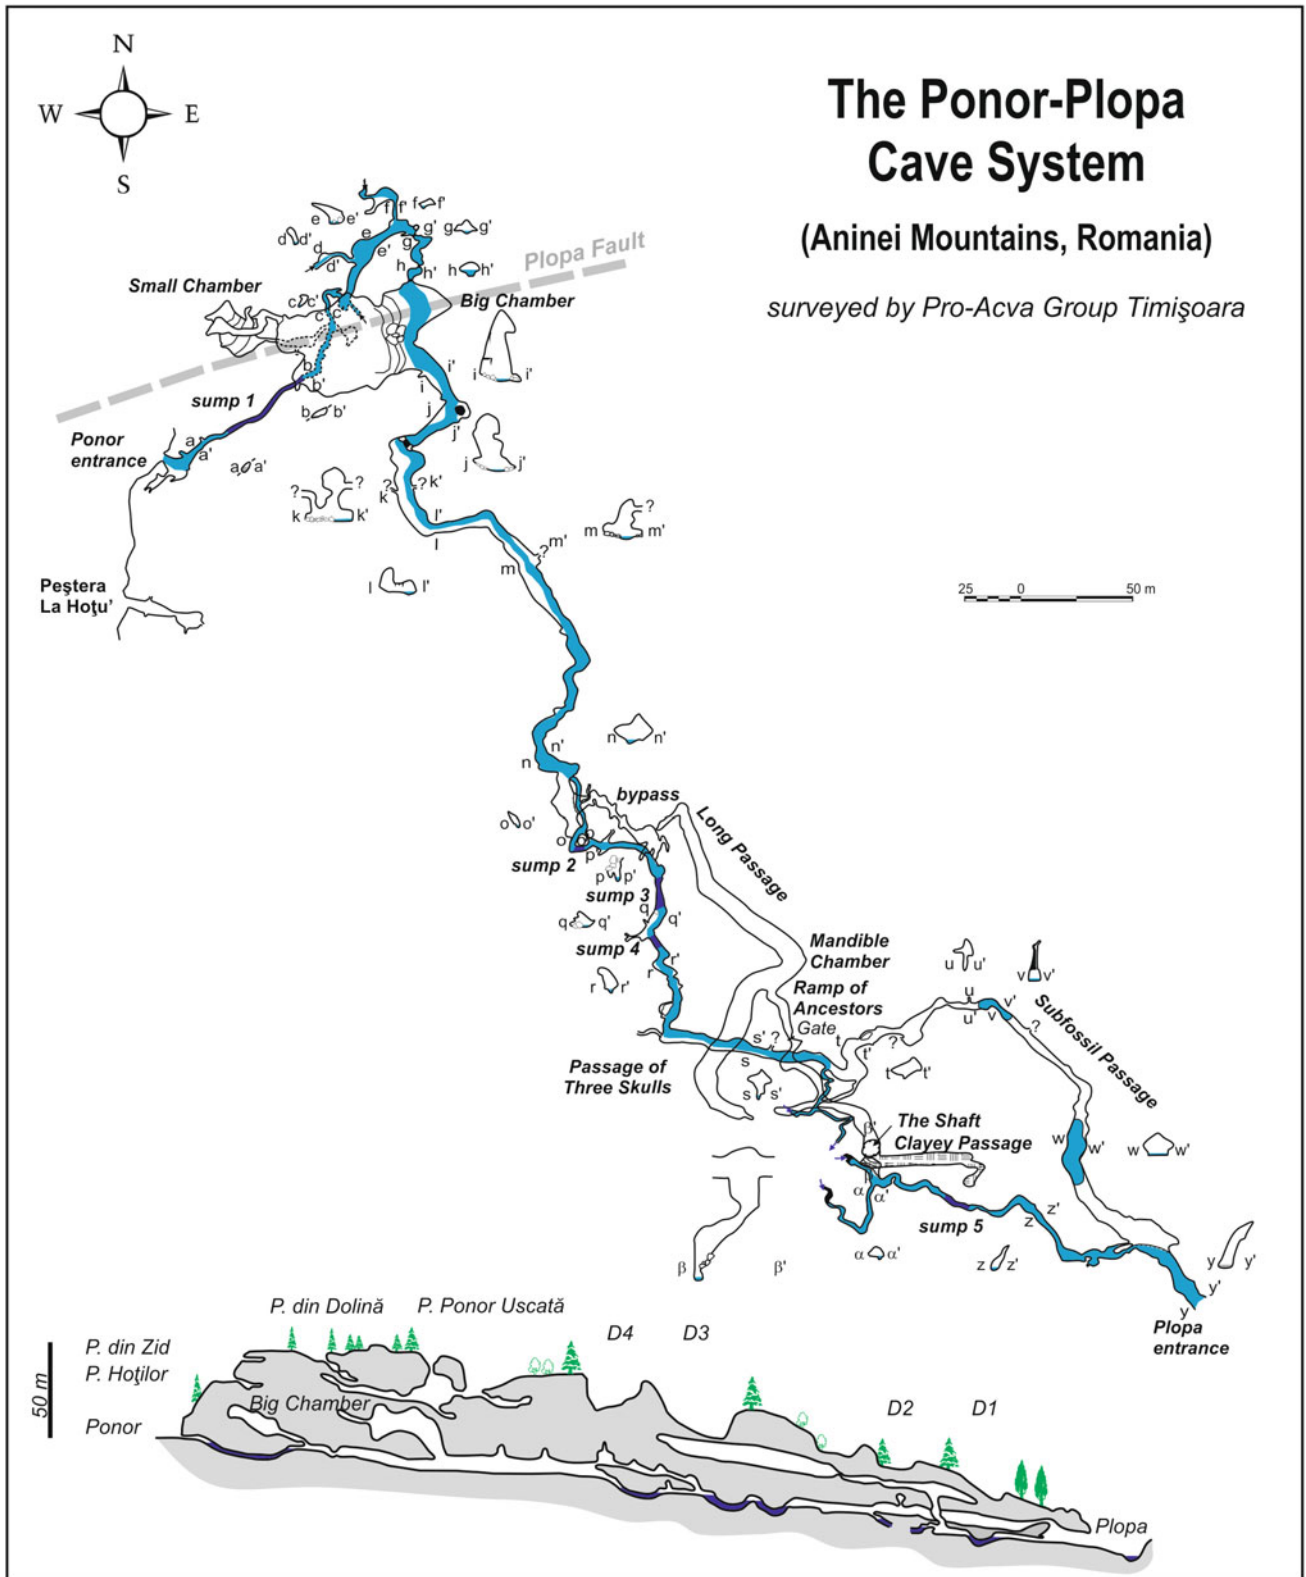 N
W E
S
The Ponor-Plopa
Cave System
(Aninei Mountains, Romania)
surveyed by Pro-Acva Group Timişoara
f f' f f'
e e'
g g' g g'
d d' d d'
e e'
h h' h h'
Plopa Fault
Small Chamber
c c' c c'
Big Chamber
i i' i i'
b b' b b'
sump 1
j j' j j'
Ponor
entrance
a a' a a'
? ?
k k' ? k ? k'
l l' l l'
m m' ? m m' ?
Peştera
La Hoţu'
25 0 50 m
n n' n n'
bypass
Long Passage
o o' o o
sump 2
p p p'
sump 3
q q' q q'
sump 4
r r' r r'
Mandible
Chamber
Ramp of
Ancestors
Gate
u u' v v'
u u' v v'
Subfossil Passage
?
s s' ? s s'
t t' ? t t'
Passage of
Three Skulls
The Shaft
Clayey Passage
β'
w w' w w'
α α'
sump 5
z z'
α α'
z z'
y y'
y y'
β β'
Plopa
entrance
P. din Dolină P. Ponor Uscată
D4 D3
P. din Zid
P. Hoţilor
50 m
Big Chamber
Ponor
D2 D1
Plopa